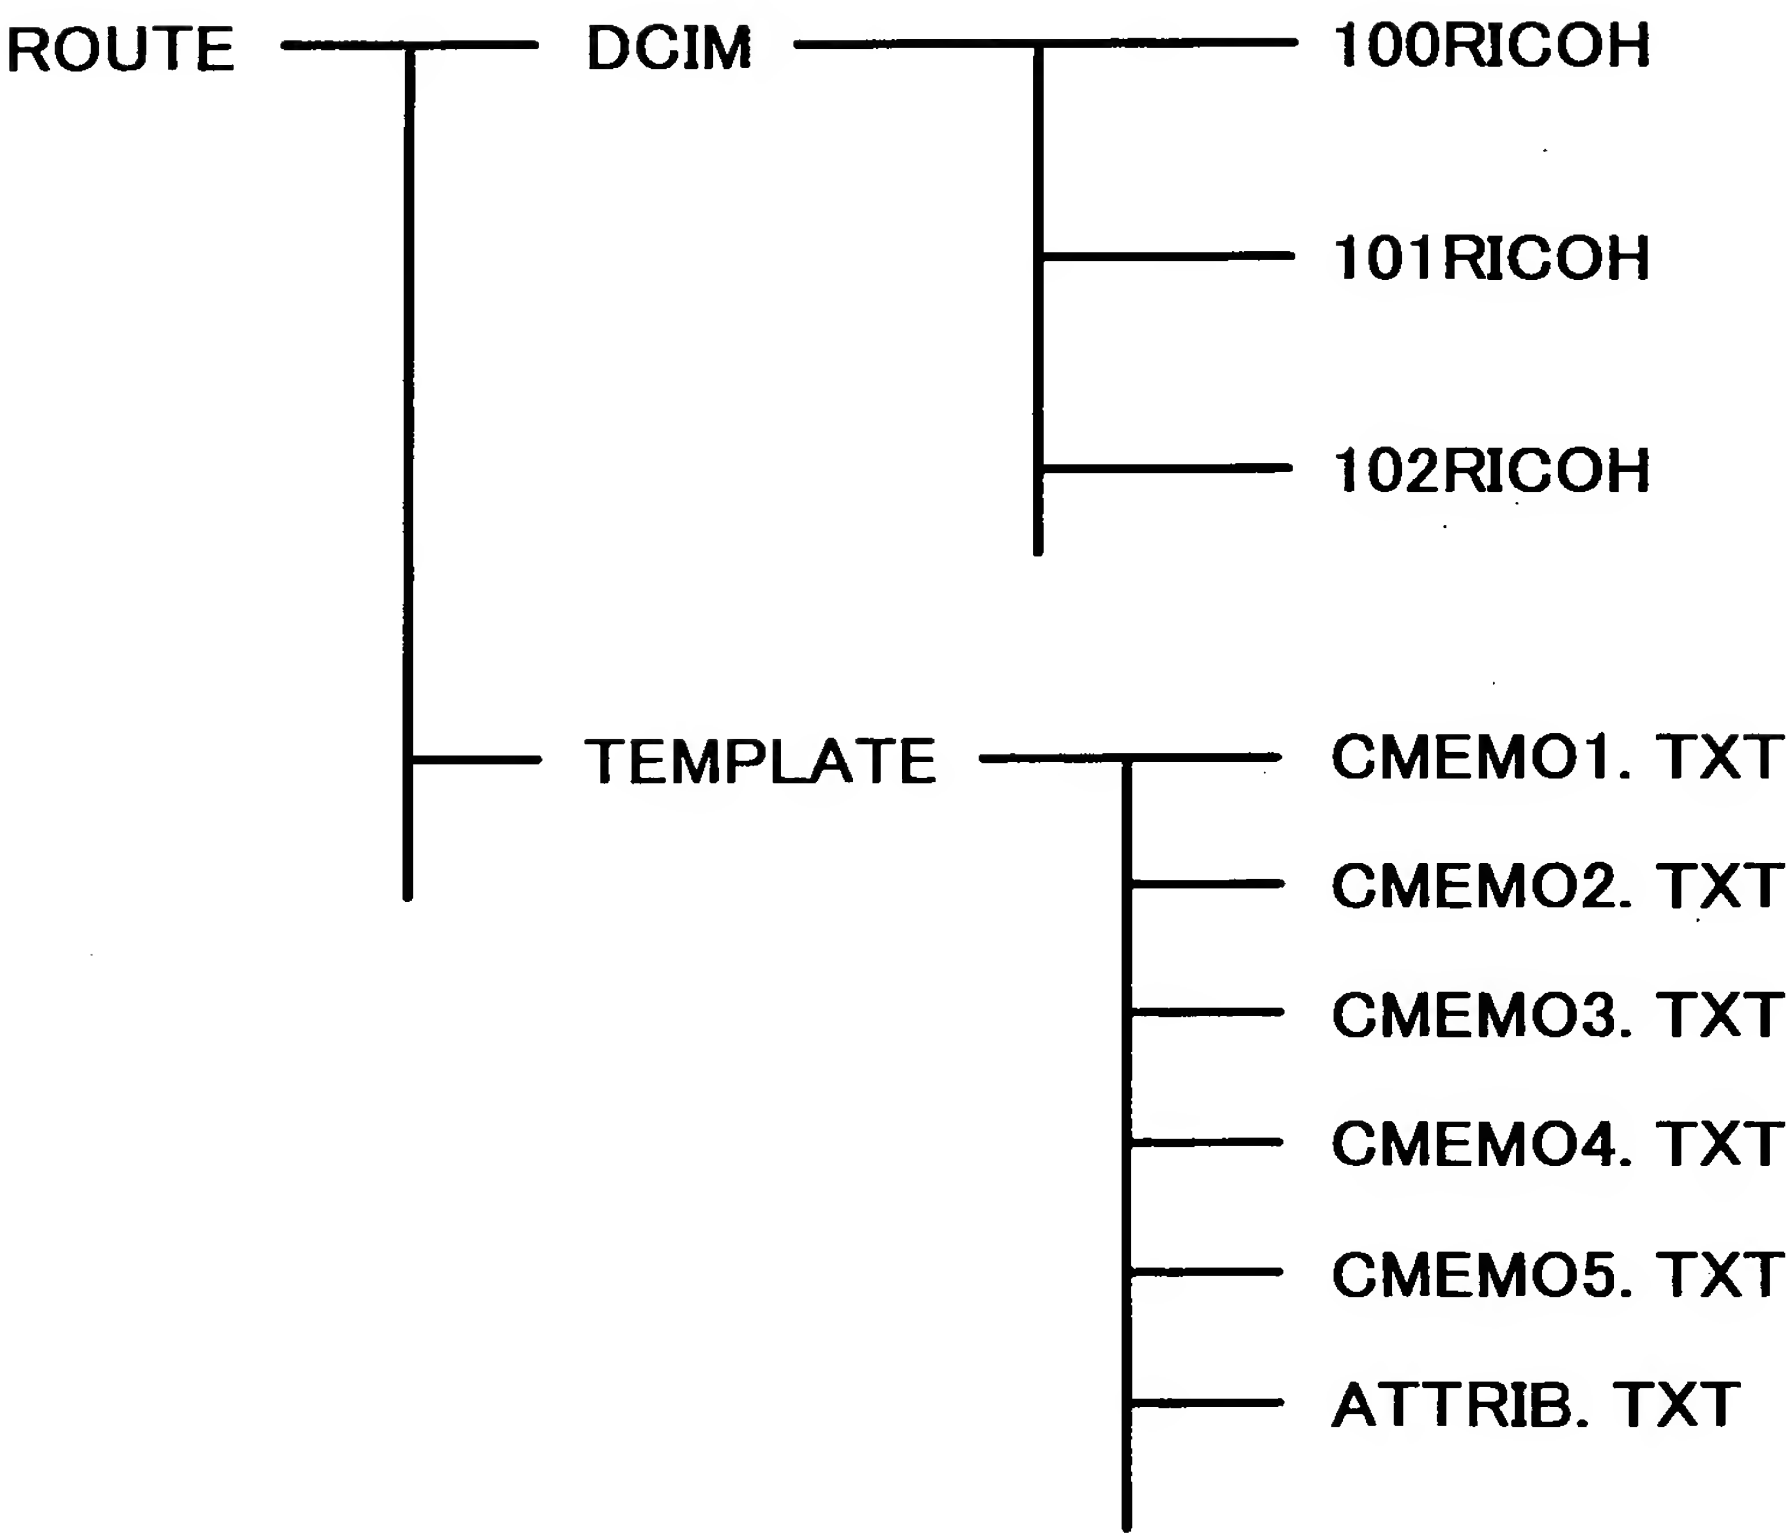 ROUTE DCIM 100RICOH
101RICOH
102RICOH
TEMPLATE CMEMO1. TXT
CMEMO2. TXT
CMEMO3. TXT
CMEMO4. TXT
CMEMO5. TXT
ATTRIB. TXT